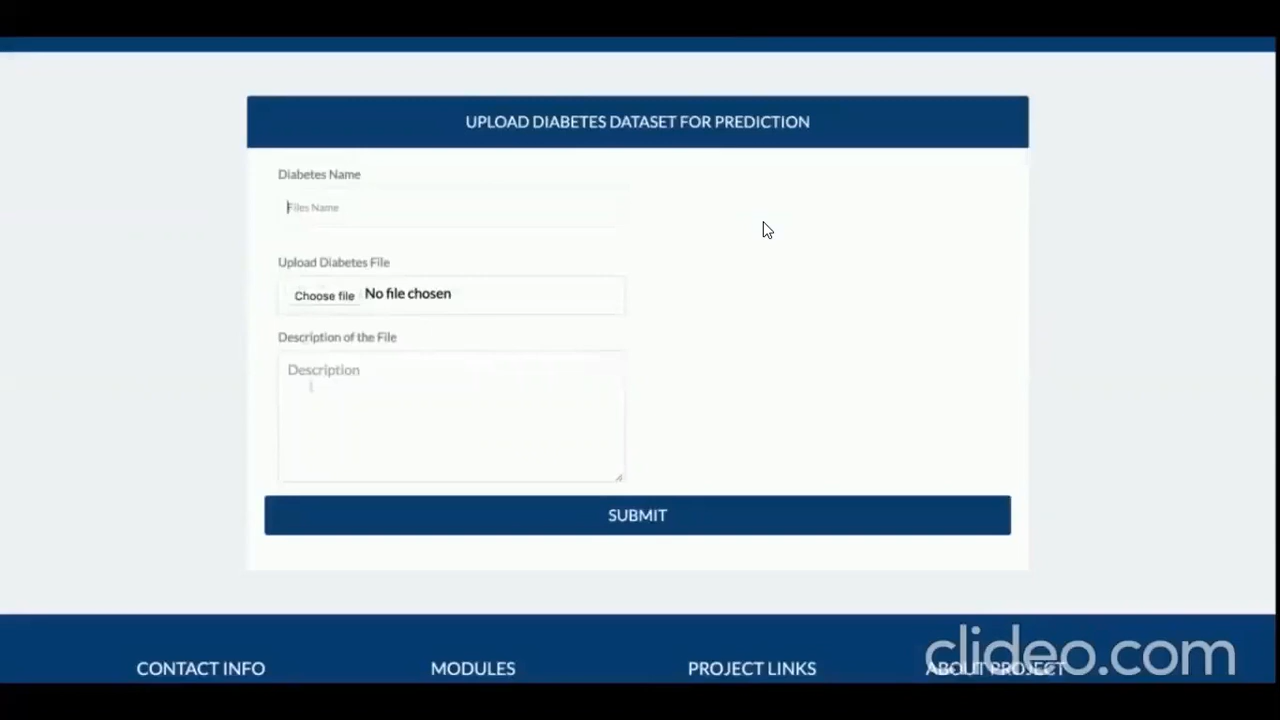 UPLOAD DIABETES DATASET FOR PREDICTION
Diabetes Name
Files Name
Upload Diabetes File
Choose file No file chosen
Description of the File
Description
SUBMIT
CONTACT INFO MODULES PROJECT LINKS ABOUT PROJECT
clideo.com